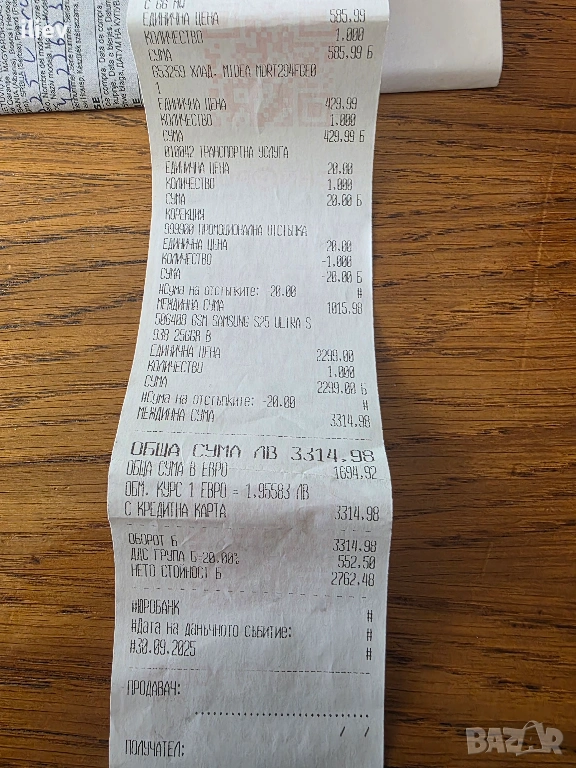 iliev
С 66 Н/W
ЕДИНИЧНА ЦЕНА 585.99
КОЛИЧЕСТВО 1.000
СУМА 585.99 Б
653259 ХЛАД. MIDEA MDRT294FGE0
1
ЕДИНИЧНА ЦЕНА 429.99
КОЛИЧЕСТВО 1.000
СУМА 429.99 Б
018042 ТРАНСПОРТНА УСЛУГА
ЕДИНИЧНА ЦЕНА 20.00
КОЛИЧЕСТВО 1.000
СУМА 20.00 Б
КОРЕКЦИЯ
999900 ПРОМОЦИОНАЛНА ОТСТЪПКА
ЕДИНИЧНА ЦЕНА 20.00
КОЛИЧЕСТВО -1.000
СУМА -20.00 Б
#Сума на отстъпките: -20.00 #
МЕЖДИННА СУМА 1015.98
586408 GSM SAMSUNG S25 ULTRA S
938 256GB B
ЕДИНИЧНА ЦЕНА 2299.00
КОЛИЧЕСТВО 1.000
СУМА 2299.00 Б
#Сума на отстъпките: -20.00 #
МЕЖДИННА СУМА 3314.98
ОБЩА СУМА ЛВ 3314.98
ОБЩА СУМА В ЕВРО 1694.92
ОБМ. КУРС 1 ЕВРО = 1.95583 ЛВ
С КРЕДИТНА КАРТА 3314.98
ОБОРОТ Б 3314.98
ДДС ГРУПА Б-20.00% 552.50
НЕТО СТОЙНОСТ Б 2762.48
#ЮРОБАНК #
#Дата на данъчното събитие: #
#30.09.2025 #
ПРОДАВАЧ:
/ /
ПОЛУЧАТЕЛ:
BAZAR